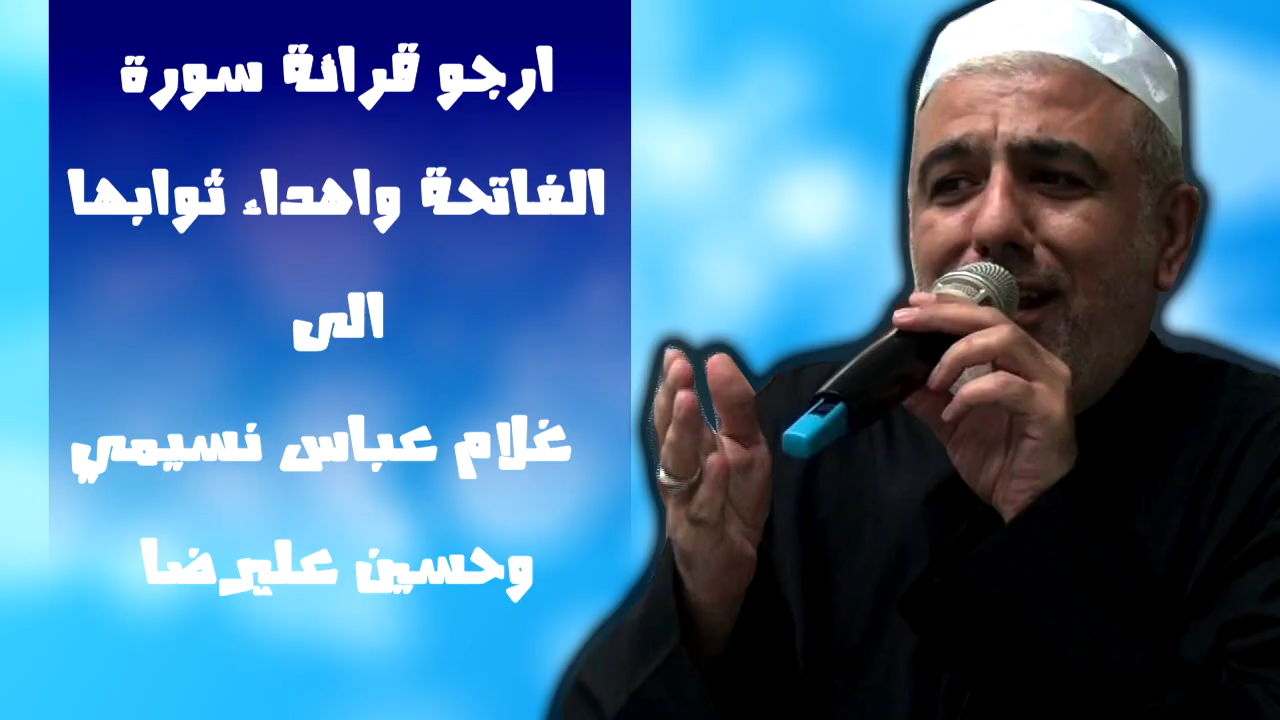 ارجو قرائة سورة
الفاتحة واهداء ثوابها
الى
غلام عباس نسيمي
وحسين عليرضا